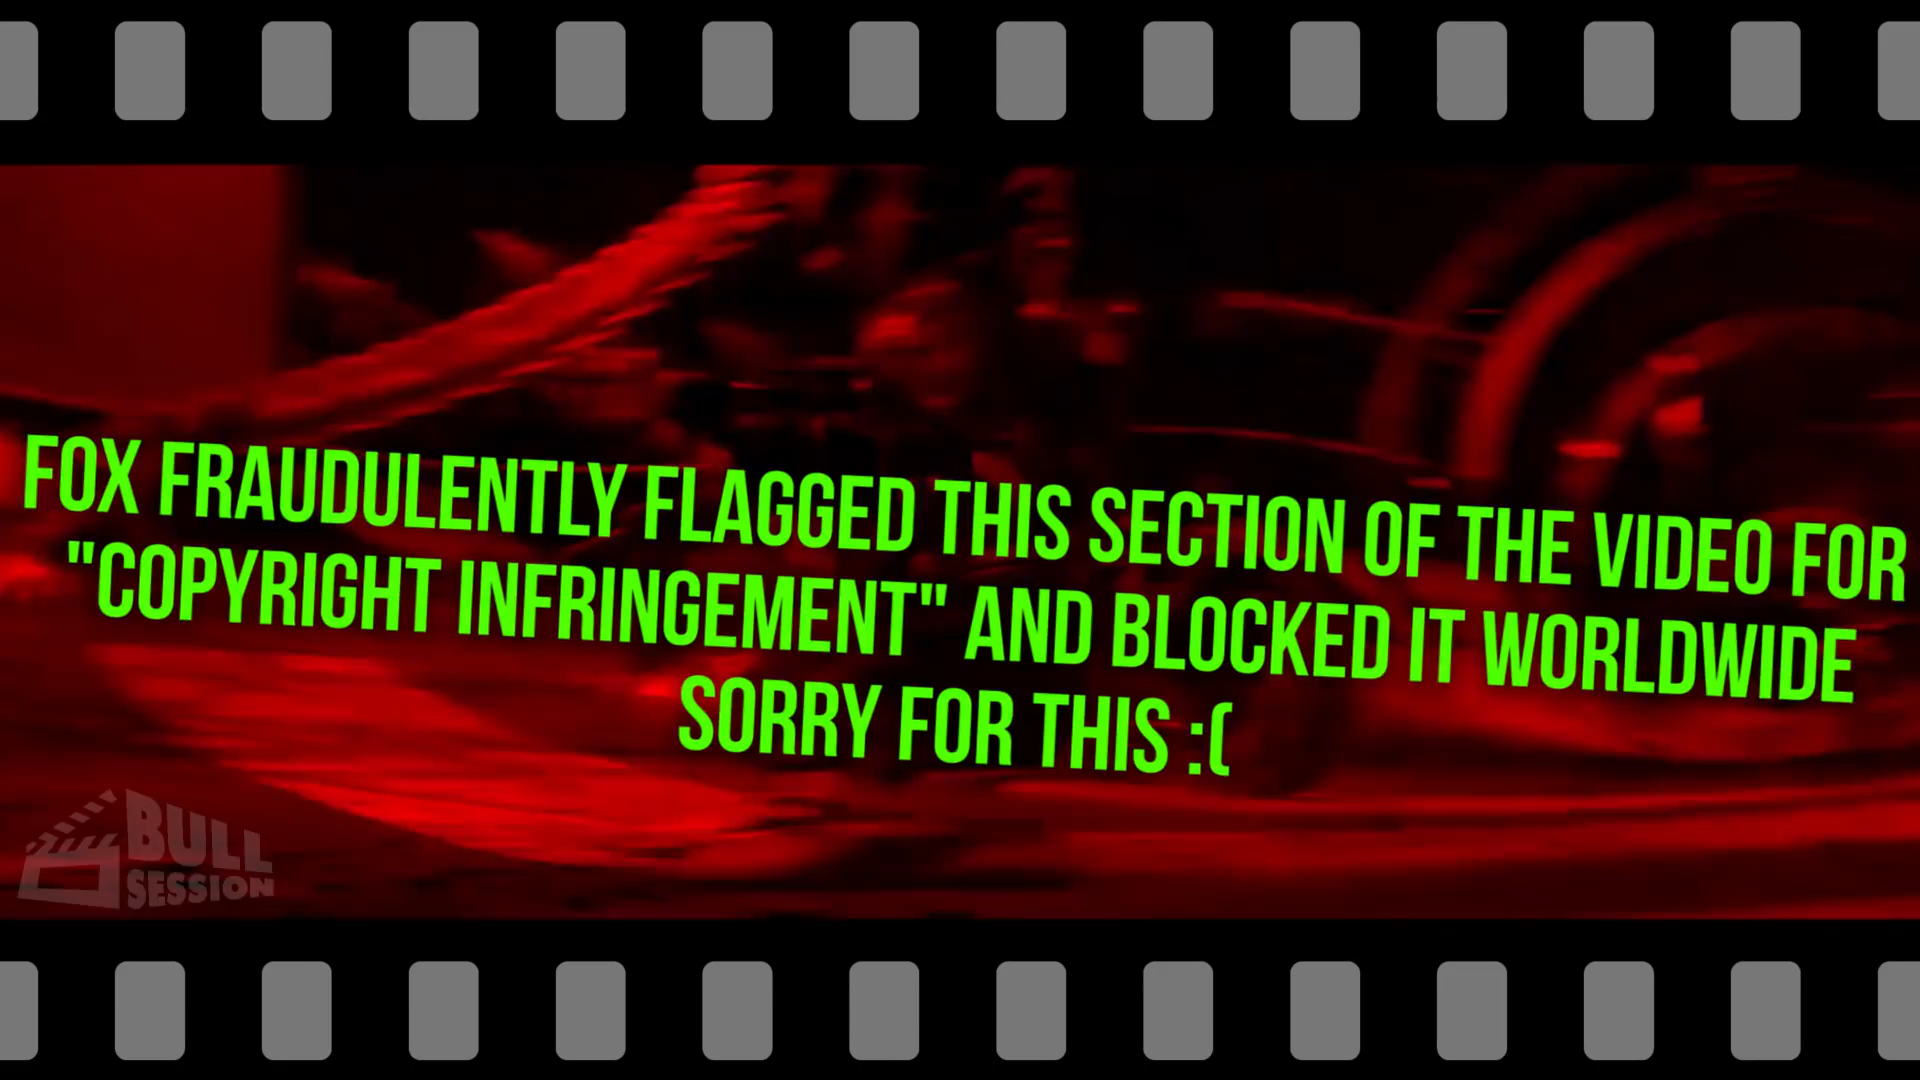 FOX FRAUDULENTLY FLAGGED THIS SECTION OF THE VIDEO FOR
"COPYRIGHT INFRINGEMENT" AND BLOCKED IT WORLDWIDE
SORRY FOR THIS :(
BULL
SESSION